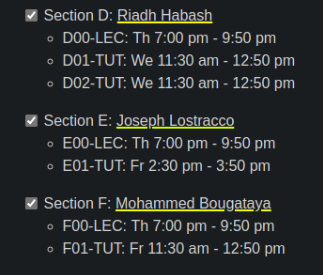 Section D: Riadh Habash
D00-LEC: Th 7:00 pm - 9:50 pm
D01-TUT: We 11:30 am - 12:50 pm
D02-TUT: We 11:30 am - 12:50 pm
Section E: Joseph Lostracco
E00-LEC: Th 7:00 pm - 9:50 pm
E01-TUT: Fr 2:30 pm - 3:50 pm
Section F: Mohammed Bougataya
F00-LEC: Th 7:00 pm - 9:50 pm
F01-TUT: Fr 11:30 am - 12:50 pm